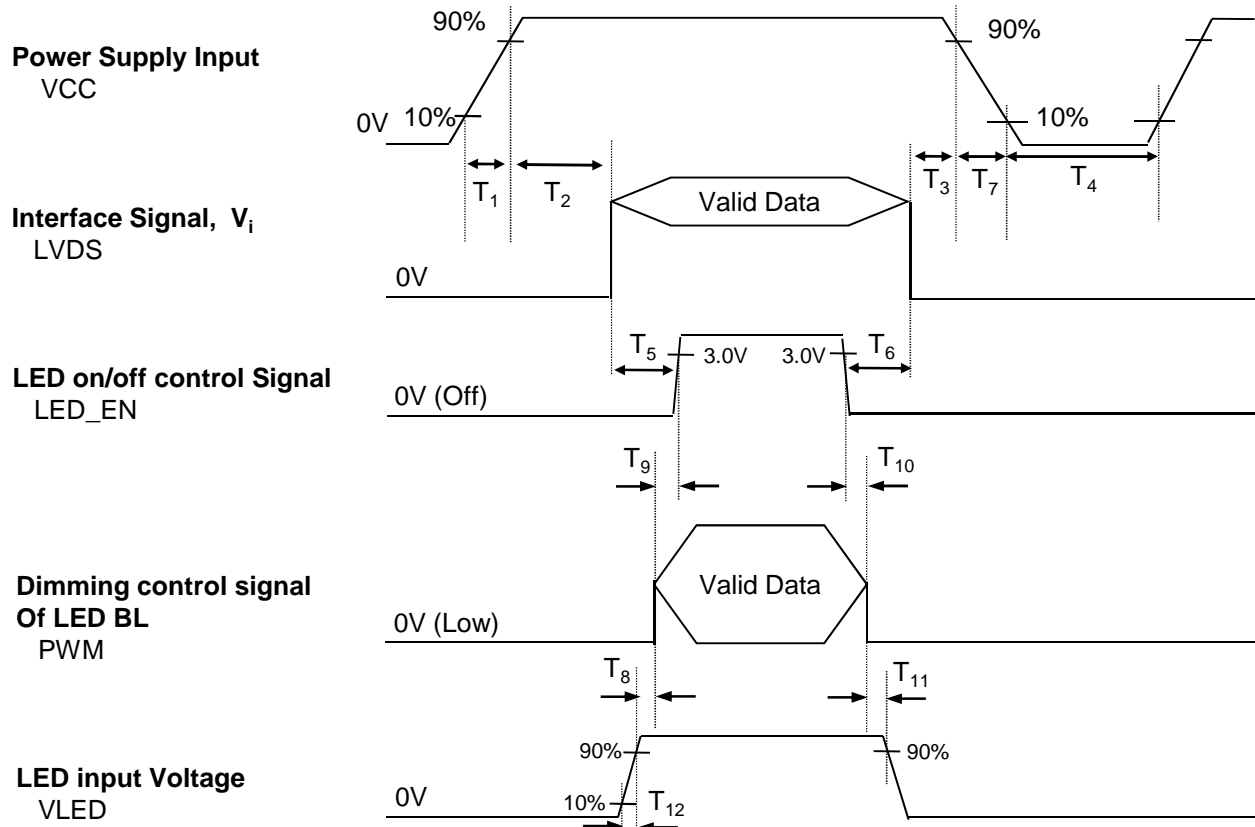 90%
90%
Power Supply Input
VCC
10%
10%
0V
T1
T2
T3
T7
T4
Valid Data
Interface Signal, Vi
LVDS
0V
T5
3.0V
3.0V
T6
LED on/off control Signal
LED_EN
0V (Off)
T9
T10
Dimming control signal
Of LED BL
PWM
Valid Data
0V (Low)
T8
T11
90%
90%
LED input Voltage
VLED
0V
10%
T12